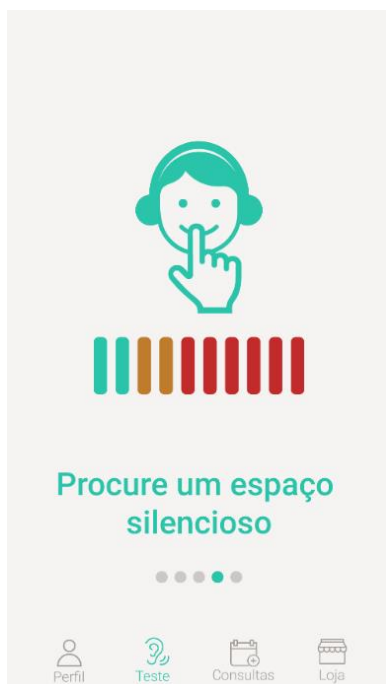 Procure um espaço
silencioso
Perfil
Teste
Consultas
Loja